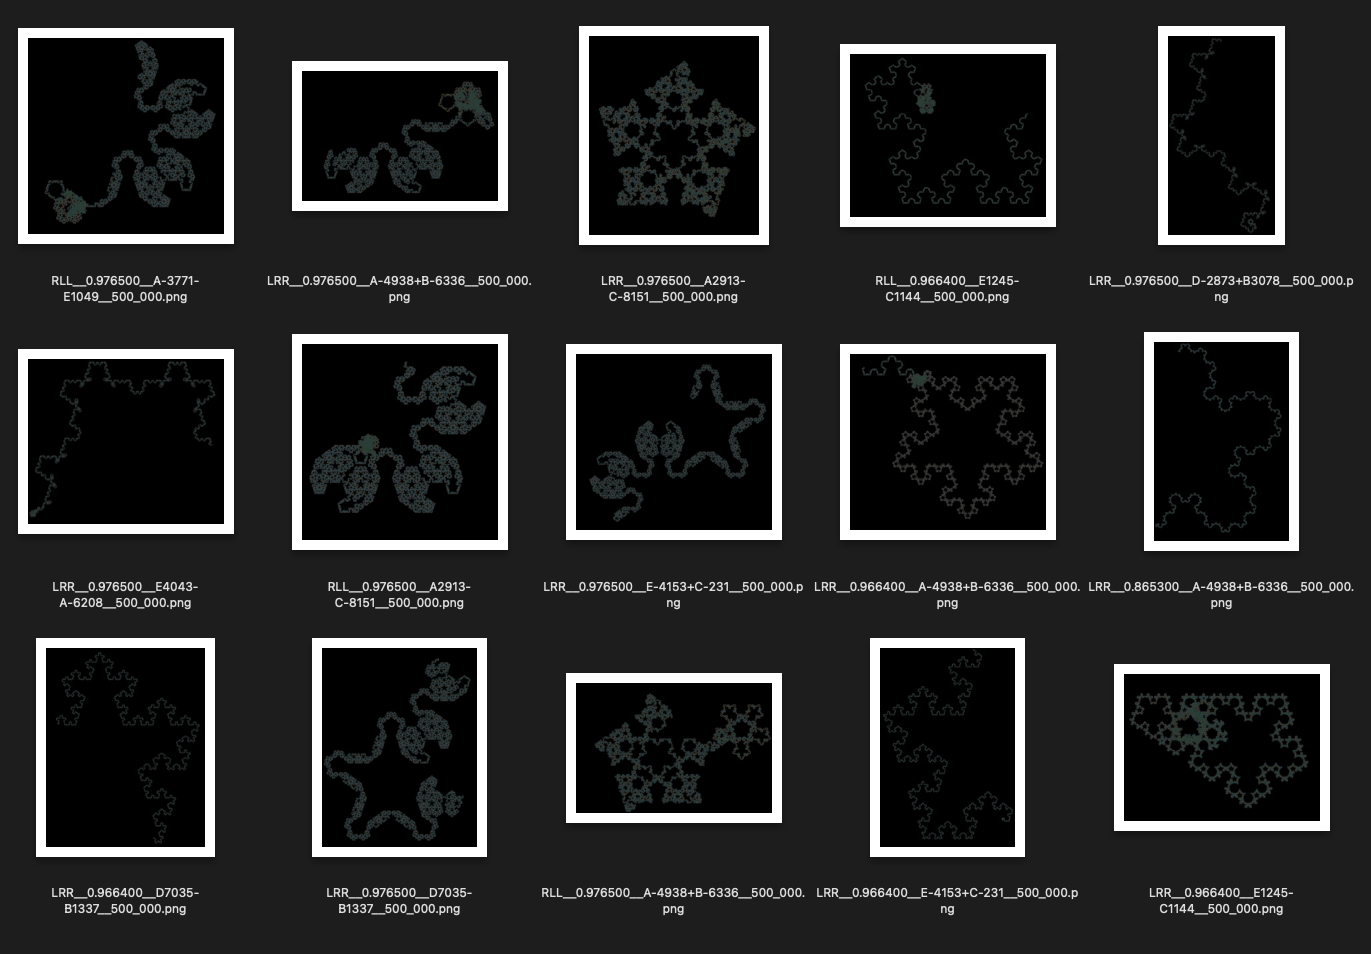 RLL__0.976500__A-3771-
E1049__500_000.png
LRR__0.976500__A-4938+B-6336__500_000.
png
LRR__0.976500__A2913-
C-8151__500_000.png
RLL__0.966400__E1245-
C1144__500_000.png
LRR__0.976500__D-2873+B3078__500_000.p
ng
LRR__0.976500__E4043-
A-6208__500_000.png
RLL__0.976500__A2913-
C-8151__500_000.png
LRR__0.976500__E-4153+C-231__500_000.p
ng
LRR__0.966400__A-4938+B-6336__500_000.
png
LRR__0.865300__A-4938+B-6336__500_000.
png
LRR__0.966400__D7035-
B1337__500_000.png
LRR__0.976500__D7035-
B1337__500_000.png
RLL__0.976500__A-4938+B-6336__500_000.
png
LRR__0.966400__E-4153+C-231__500_000.p
ng
LRR__0.966400__E1245-
C1144__500_000.png